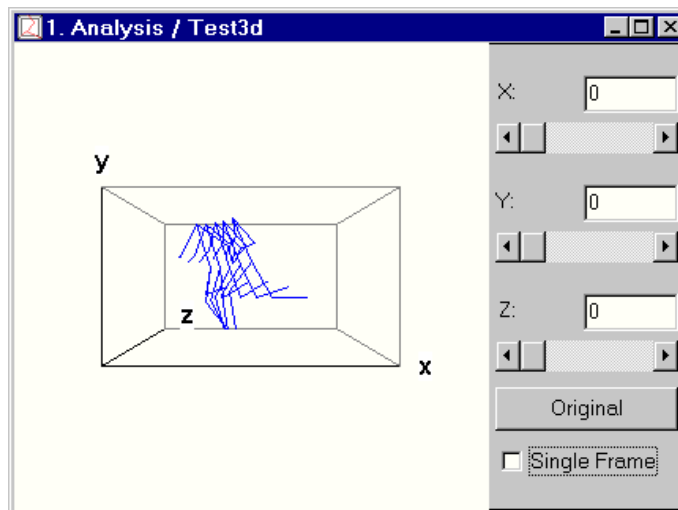 1. Analysis / Test3d
X: 0
y
Y: 0
z
Z: 0
x
Original
Single Frame